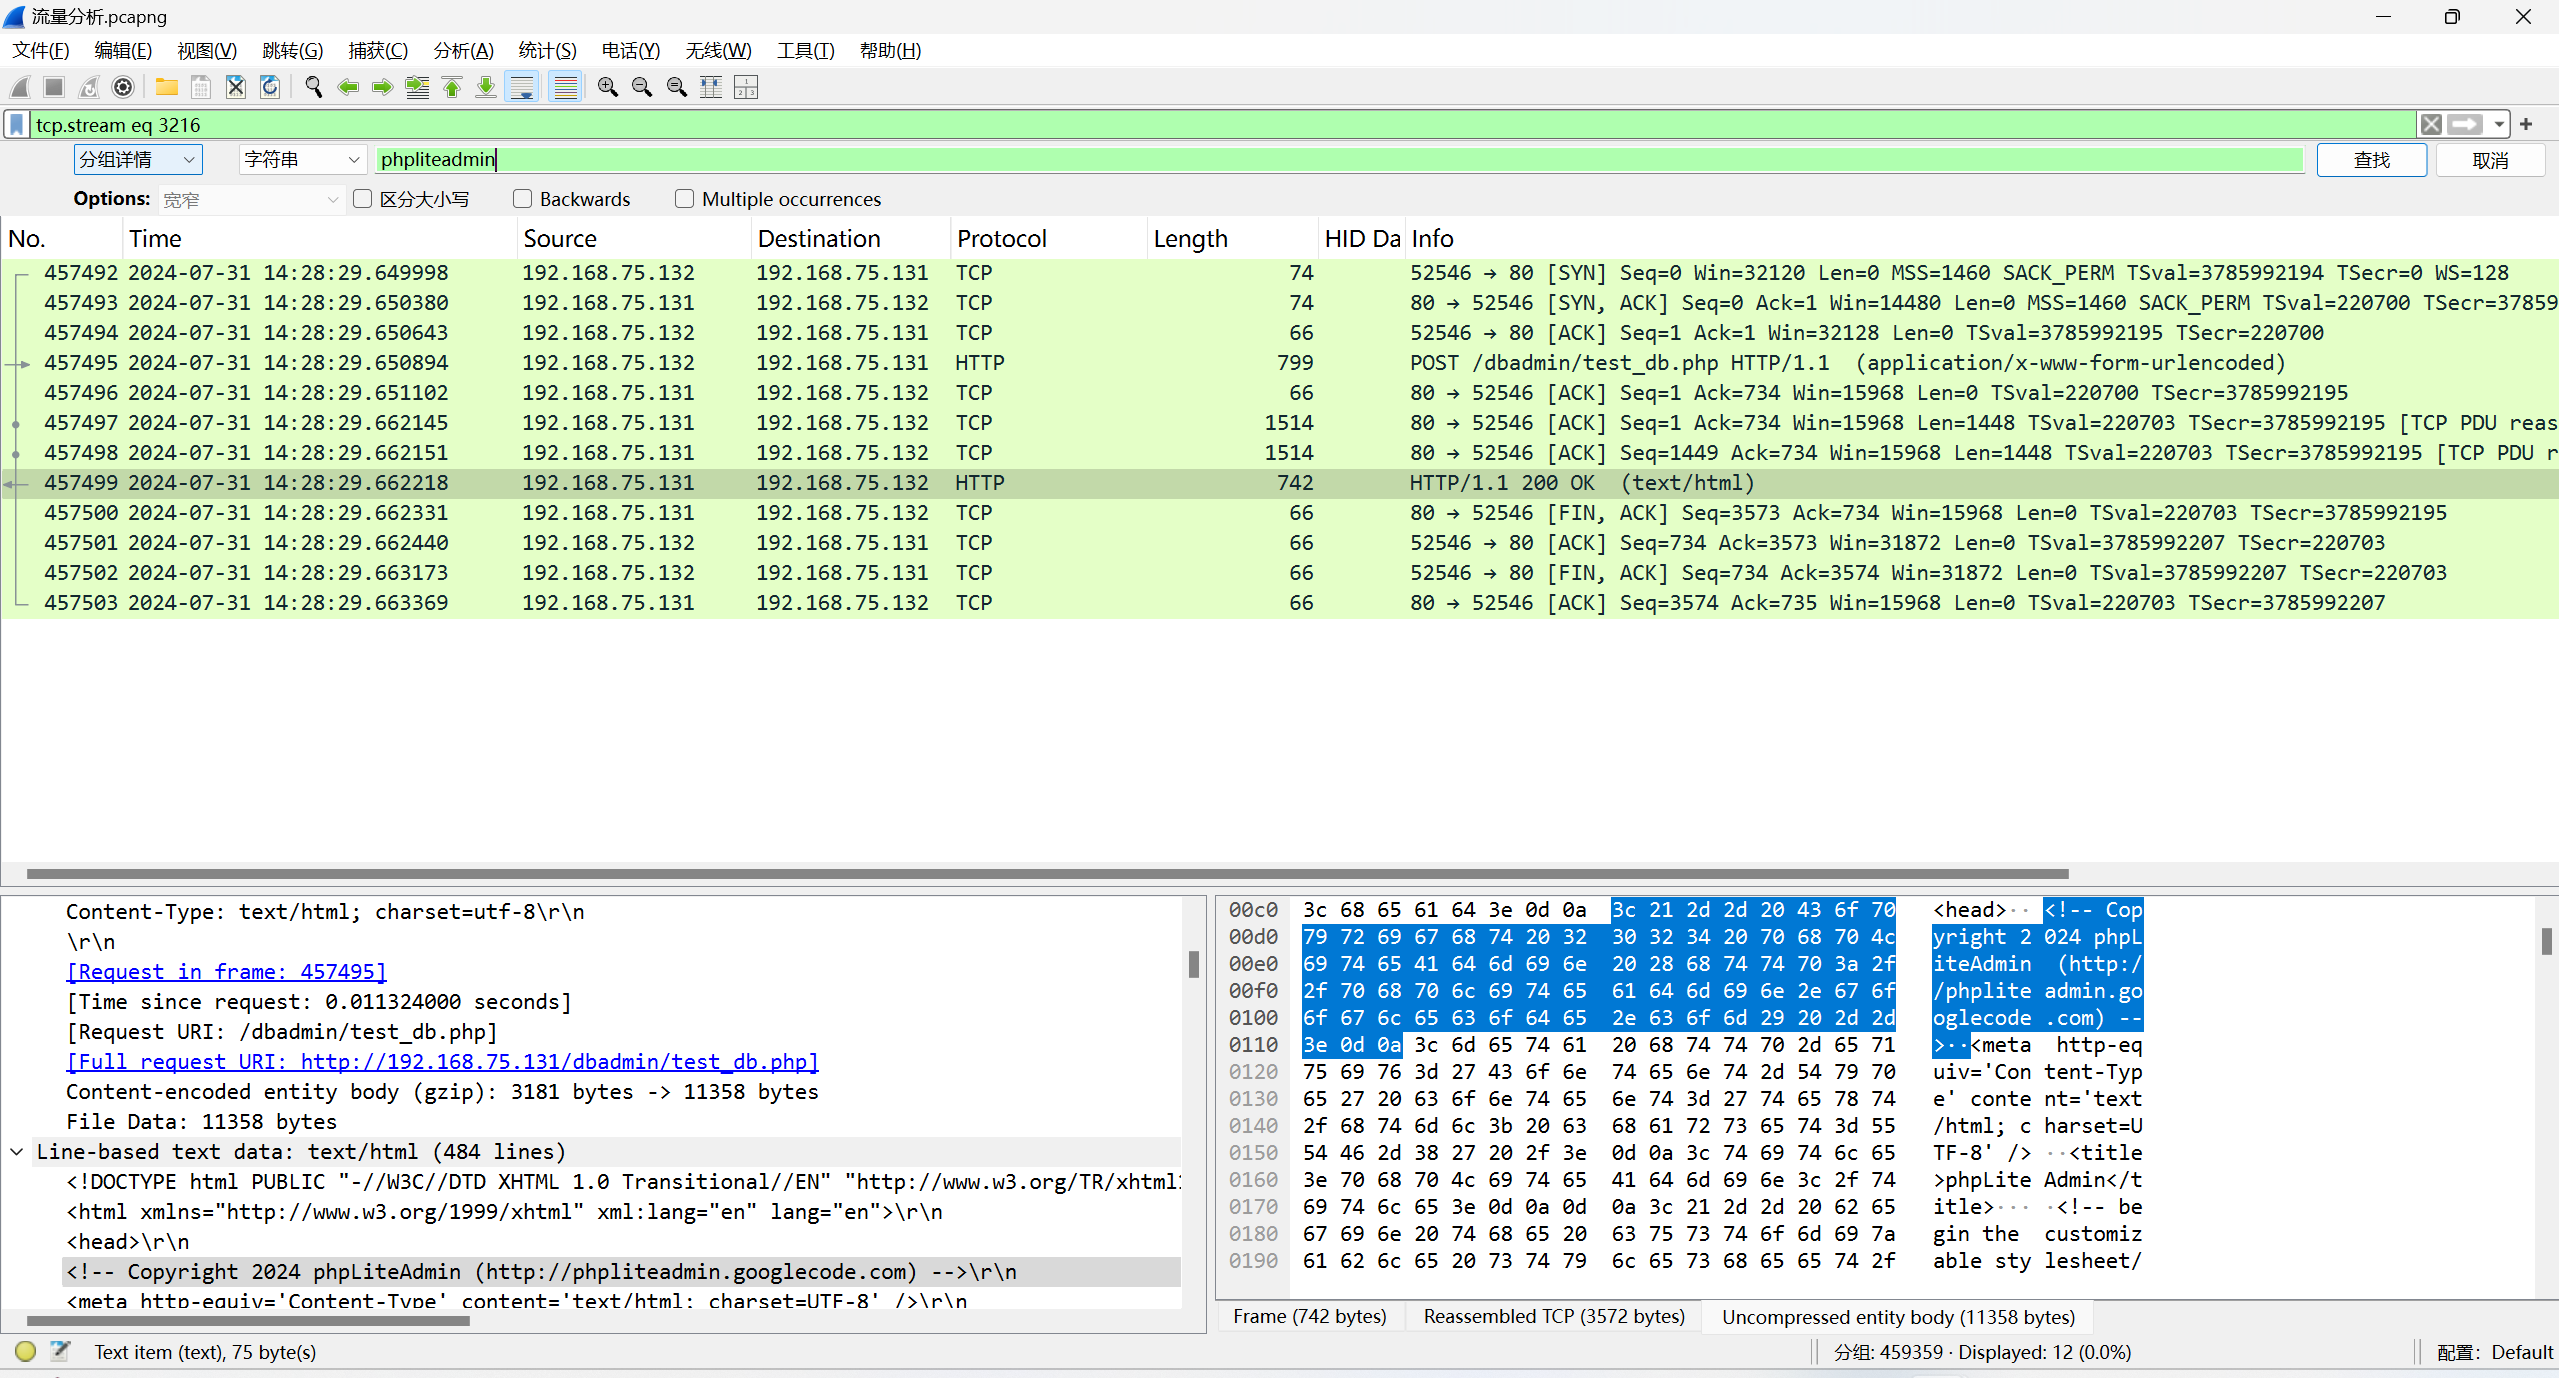 流量分析.pcapng
文件(F) 编辑(E) 视图(V) 跳转(G) 捕获(C) 分析(A) 统计(S) 电话(Y) 无线(W) 工具(T) 帮助(H)
tcp.stream eq 3216
分组详情 字符串 phpliteadmin 查找 取消
Options: 宽窄 区分大小写 Backwards Multiple occurrences
No. Time Source Destination Protocol Length HID Da Info
457492 2024-07-31 14:28:29.649998 192.168.75.132 192.168.75.131 TCP 74 52546 → 80 [SYN] Seq=0 Win=32120 Len=0 MSS=1460 SACK_PERM TSval=3785992194 TSecr=0 WS=128
457493 2024-07-31 14:28:29.650380 192.168.75.131 192.168.75.132 TCP 74 80 → 52546 [SYN, ACK] Seq=0 Ack=1 Win=14480 Len=0 MSS=1460 SACK_PERM TSval=220700 TSecr=37859
457494 2024-07-31 14:28:29.650643 192.168.75.132 192.168.75.131 TCP 66 52546 → 80 [ACK] Seq=1 Ack=1 Win=32128 Len=0 TSval=3785992195 TSecr=220700
457495 2024-07-31 14:28:29.650894 192.168.75.132 192.168.75.131 HTTP 799 POST /dbadmin/test_db.php HTTP/1.1 (application/x-www-form-urlencoded)
457496 2024-07-31 14:28:29.651102 192.168.75.131 192.168.75.132 TCP 66 80 → 52546 [ACK] Seq=1 Ack=734 Win=15968 Len=0 TSval=220700 TSecr=3785992195
457497 2024-07-31 14:28:29.662145 192.168.75.131 192.168.75.132 TCP 1514 80 → 52546 [ACK] Seq=1 Ack=734 Win=15968 Len=1448 TSval=220703 TSecr=3785992195 [TCP PDU reas
457498 2024-07-31 14:28:29.662151 192.168.75.131 192.168.75.132 TCP 1514 80 → 52546 [ACK] Seq=1449 Ack=734 Win=15968 Len=1448 TSval=220703 TSecr=3785992195 [TCP PDU r
457499 2024-07-31 14:28:29.662218 192.168.75.131 192.168.75.132 HTTP 742 HTTP/1.1 200 OK (text/html)
457500 2024-07-31 14:28:29.662331 192.168.75.131 192.168.75.132 TCP 66 80 → 52546 [FIN, ACK] Seq=3573 Ack=734 Win=15968 Len=0 TSval=220703 TSecr=3785992195
457501 2024-07-31 14:28:29.662440 192.168.75.132 192.168.75.131 TCP 66 52546 → 80 [ACK] Seq=734 Ack=3573 Win=31872 Len=0 TSval=3785992207 TSecr=220703
457502 2024-07-31 14:28:29.663173 192.168.75.132 192.168.75.131 TCP 66 52546 → 80 [FIN, ACK] Seq=734 Ack=3574 Win=31872 Len=0 TSval=3785992207 TSecr=220703
457503 2024-07-31 14:28:29.663369 192.168.75.131 192.168.75.132 TCP 66 80 → 52546 [ACK] Seq=3574 Ack=735 Win=15968 Len=0 TSval=220703 TSecr=3785992207
Content-Type: text/html; charset=utf-8\r\n
\r\n
[Request in frame: 457495]
[Time since request: 0.011324000 seconds]
[Request URI: /dbadmin/test_db.php]
[Full request URI: http://192.168.75.131/dbadmin/test_db.php]
Content-encoded entity body (gzip): 3181 bytes -> 11358 bytes
File Data: 11358 bytes
Line-based text data: text/html (484 lines)
<!DOCTYPE html PUBLIC "-//W3C//DTD XHTML 1.0 Transitional//EN" "http://www.w3.org/TR/xhtml1
<html xmlns="http://www.w3.org/1999/xhtml" xml:lang="en" lang="en">\r\n
<head>\r\n
<!-- Copyright 2024 phpLiteAdmin (http://phpliteadmin.googlecode.com) -->\r\n
<meta http-equiv='Content-Type' content='text/html; charset=UTF-8' />\r\n
00c0 3c 68 65 61 64 3e 0d 0a 3c 21 2d 2d 20 43 6f 70 <head>·· <!-- Cop
00d0 79 72 69 67 68 74 20 32 30 32 34 20 70 68 70 4c yright 2 024 phpL
00e0 69 74 65 41 64 6d 69 6e 20 28 68 74 74 70 3a 2f iteAdmin (http:/
00f0 2f 70 68 70 6c 69 74 65 61 64 6d 69 6e 2e 67 6f /phplite admin.go
0100 6f 67 6c 65 63 6f 64 65 2e 63 6f 6d 29 20 2d 2d oglecode .com) --
0110 3e 0d 0a 3c 6d 65 74 61 20 68 74 74 70 2d 65 71 >··<meta http-eq
0120 75 69 76 3d 27 43 6f 6e 74 65 6e 74 2d 54 79 70 uiv='Con tent-Typ
0130 65 27 20 63 6f 6e 74 65 6e 74 3d 27 74 65 78 74 e' conte nt='text
0140 2f 68 74 6d 6c 3b 20 63 68 61 72 73 65 74 3d 55 /html; c harset=U
0150 54 46 2d 38 27 20 2f 3e 0d 0a 3c 74 69 74 6c 65 TF-8' /> ··<title
0160 3e 70 68 70 4c 69 74 65 41 64 6d 69 6e 3c 2f 74 >phpLite Admin</t
0170 69 74 6c 65 3e 0d 0a 0d 0a 3c 21 2d 2d 20 62 65 itle>··· ·<!-- be
0180 67 69 6e 20 74 68 65 20 63 75 73 74 6f 6d 69 7a gin the customiz
0190 61 62 6c 65 20 73 74 79 6c 65 73 68 65 65 74 2f able sty lesheet/
Frame (742 bytes) Reassembled TCP (3572 bytes) Uncompressed entity body (11358 bytes)
Text item (text), 75 byte(s) 分组: 459359 · Displayed: 12 (0.0%) 配置: Default